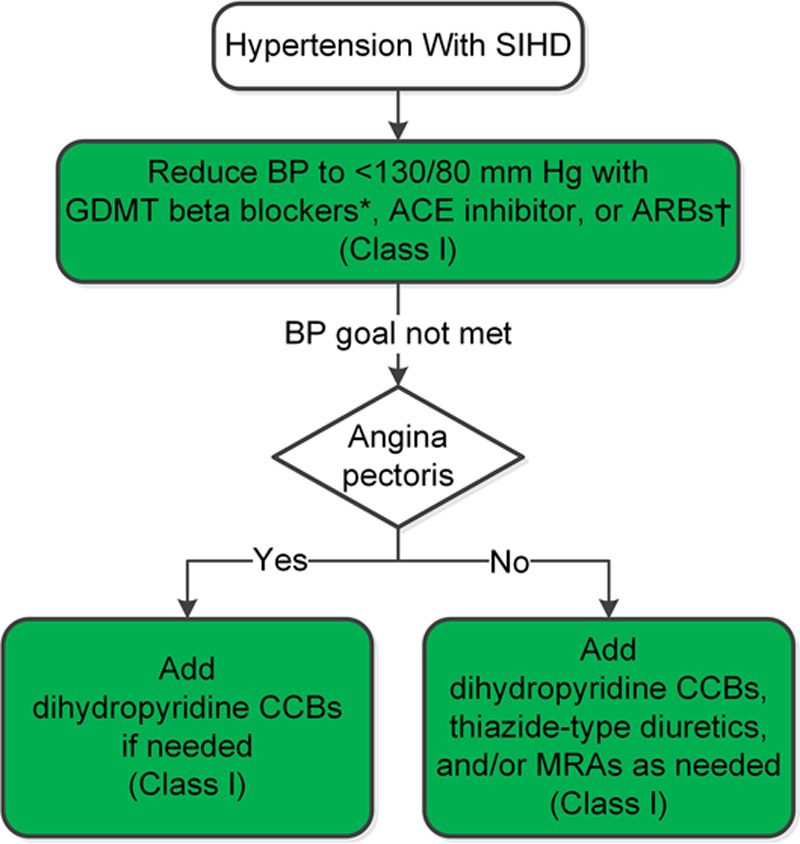 Hypertension With SIHD
Reduce BP to <130/80 mm Hg with
GDMT beta blockers*, ACE inhibitor, or ARBs†
(Class I)
BP goal not met
Angina
pectoris
Yes
No
Add
dihydropyridine CCBs
if needed
(Class I)
Add
dihydropyridine CCBs,
thiazide-type diuretics,
and/or MRAs as needed
(Class I)